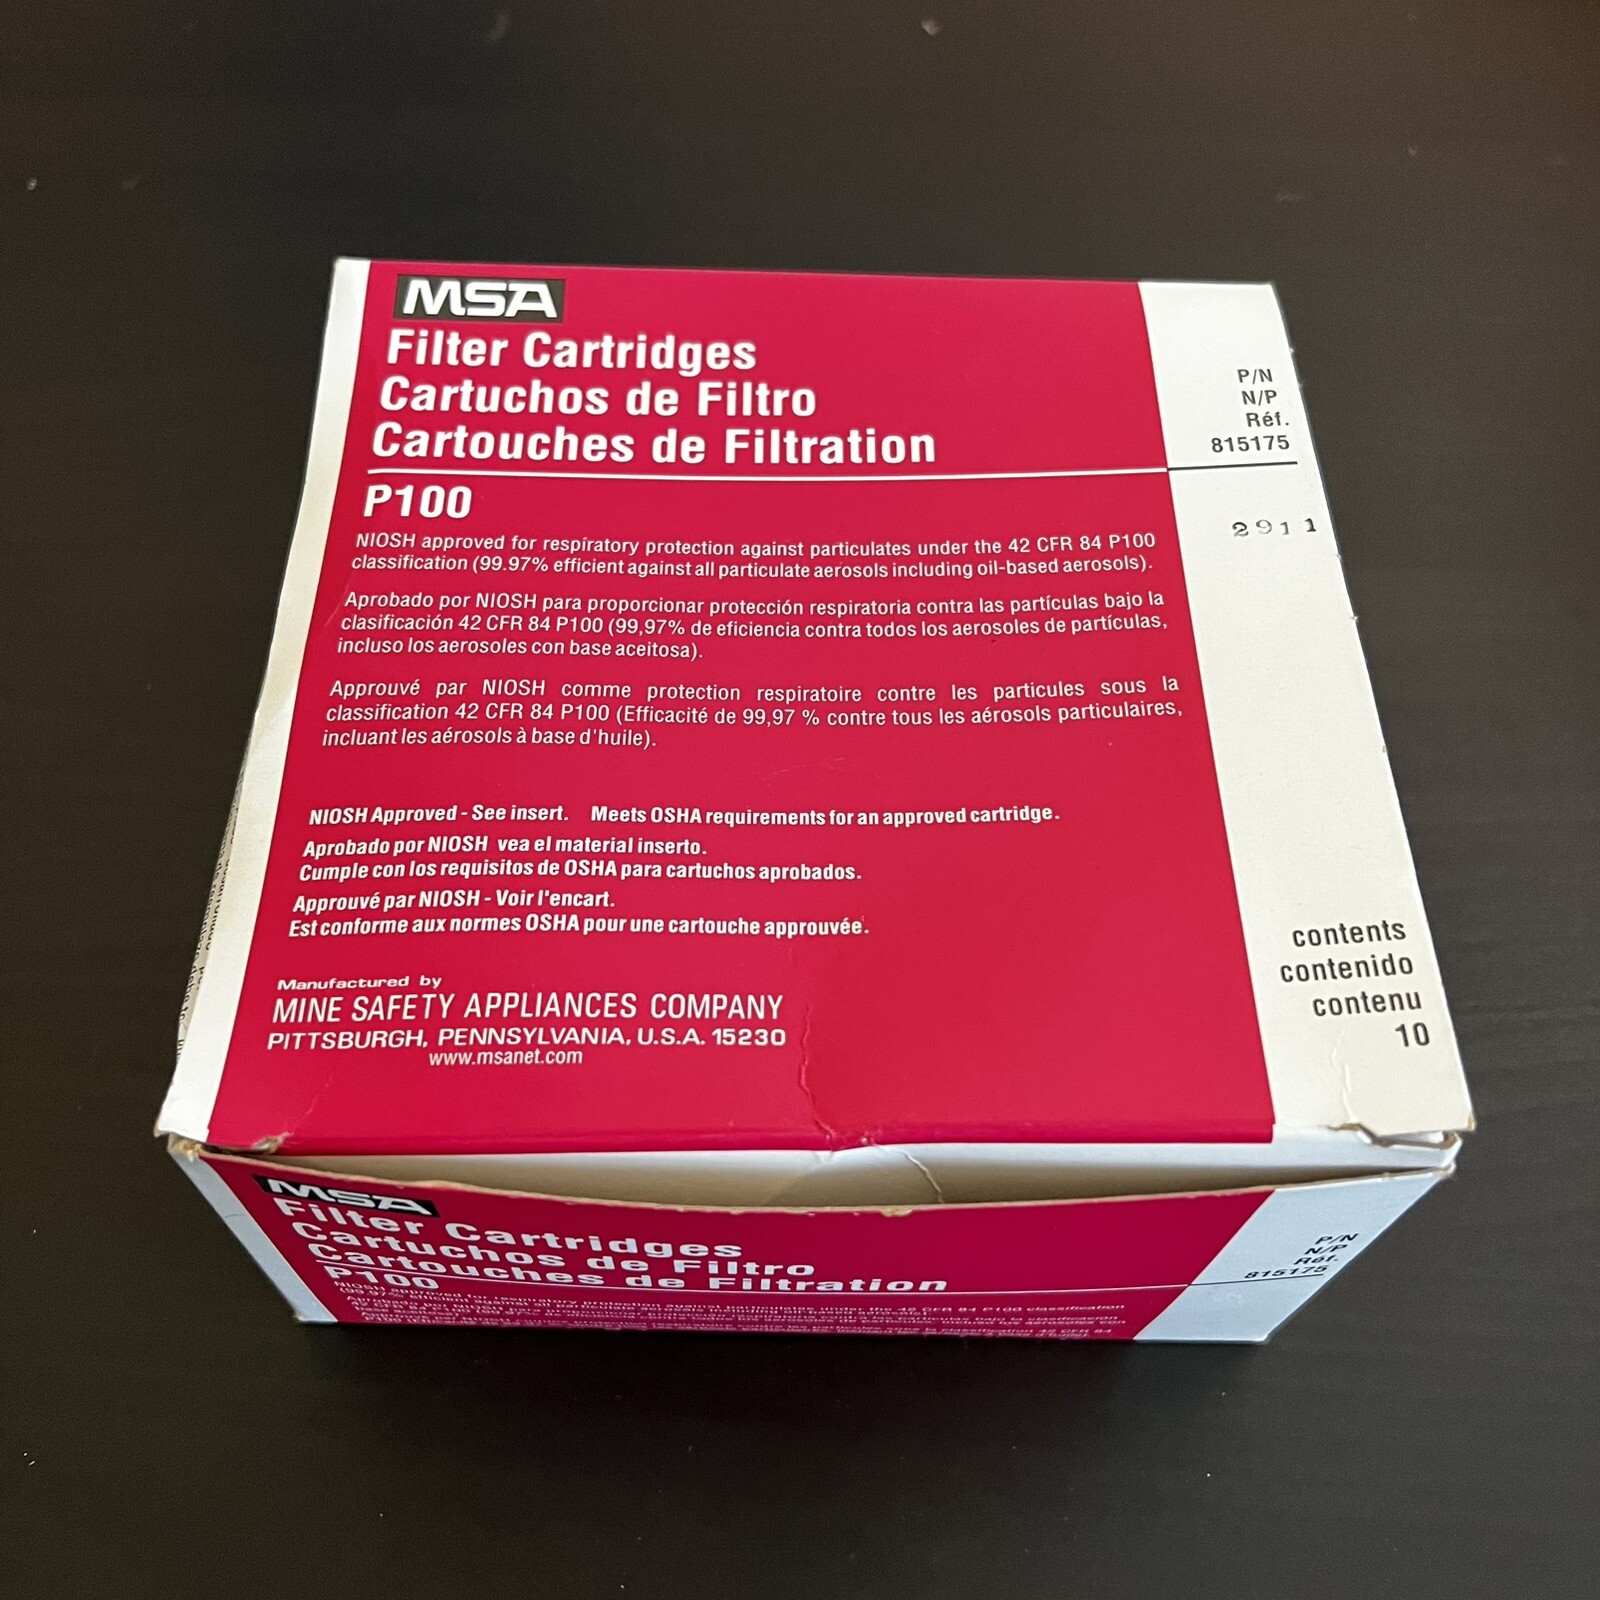 MSA
Filter Cartridges
Cartuchos de Filtro
Cartouches de Filtration
P100
NIOSH approved for respiratory protection against particulates under the 42 CFR 84 P100
classification (99.97% efficient against all particulate aerosols including oil-based aerosols).
Aprobado por NIOSH para proporcionar protección respiratoria contra las partículas bajo la
clasificación 42 CFR 84 P100 (99,97% de eficiencia contra todos los aerosoles de partículas,
incluso los aerosoles con base aceitosa).
Approuvé par NIOSH comme protection respiratoire contre les particules sous la
classification 42 CFR 84 P100 (Efficacité de 99,97 % contre tous les aérosols particulaires,
incluant les aérosols à base d'huile).
NIOSH Approved - See insert. Meets OSHA requirements for an approved cartridge.
Aprobado por NIOSH vea el material inserto.
Cumple con los requisitos de OSHA para cartuchos aprobados.
Approuvé par NIOSH - Voir l'encart.
Est conforme aux normes OSHA pour une cartouche approuvée.
Manufactured by
MINE SAFETY APPLIANCES COMPANY
PITTSBURGH, PENNSYLVANIA, U.S.A. 15230
www.msanet.com
P/N
N/P
Réf.
815175
2911
contents
contenido
contenu
10
MSA
Filter Cartridges
Cartuchos de Filtro
Cartouches de Filtration
P100
P/N
N/P
Réf.
815175